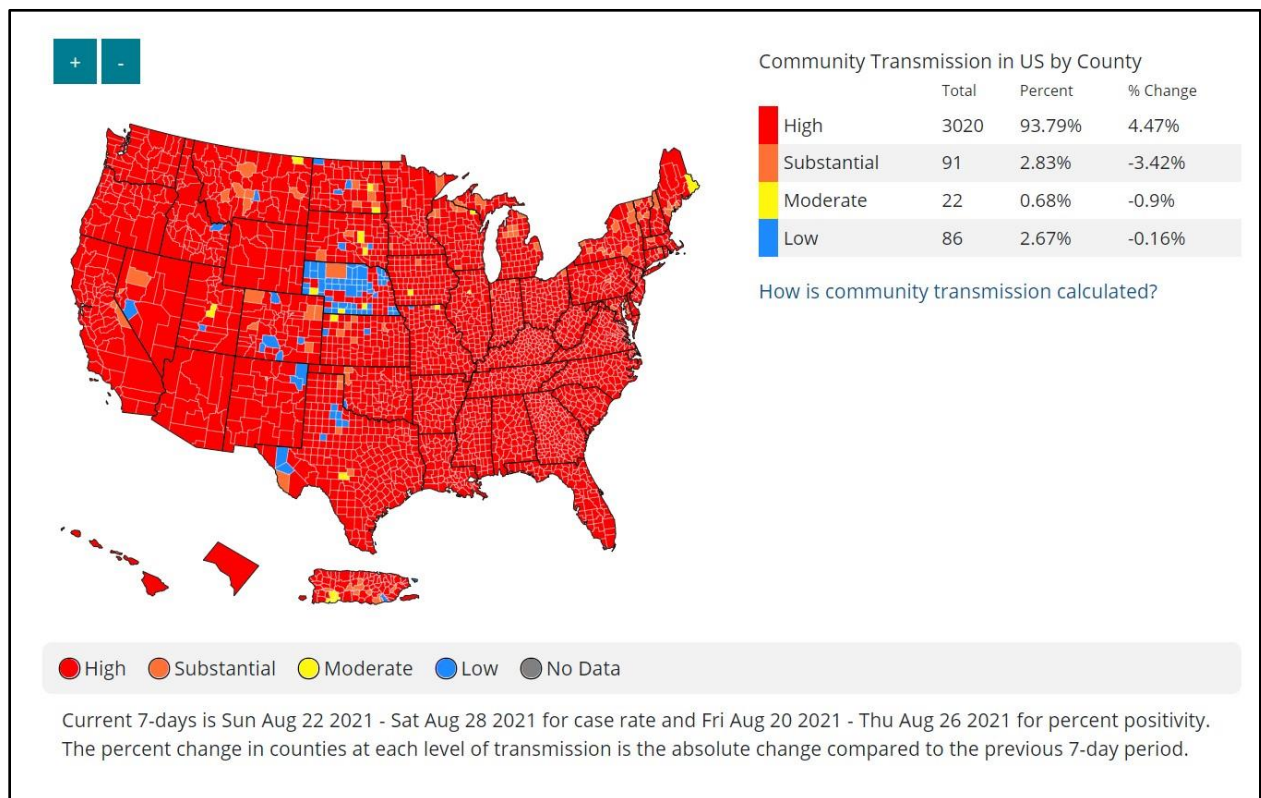 + -
Community Transmission in US by County
Total Percent % Change
High 3020 93.79% 4.47%
Substantial 91 2.83% -3.42%
Moderate 22 0.68% -0.9%
Low 86 2.67% -0.16%
How is community transmission calculated?
High Substantial Moderate Low No Data
Current 7-days is Sun Aug 22 2021 - Sat Aug 28 2021 for case rate and Fri Aug 20 2021 - Thu Aug 26 2021 for percent positivity.
The percent change in counties at each level of transmission is the absolute change compared to the previous 7-day period.